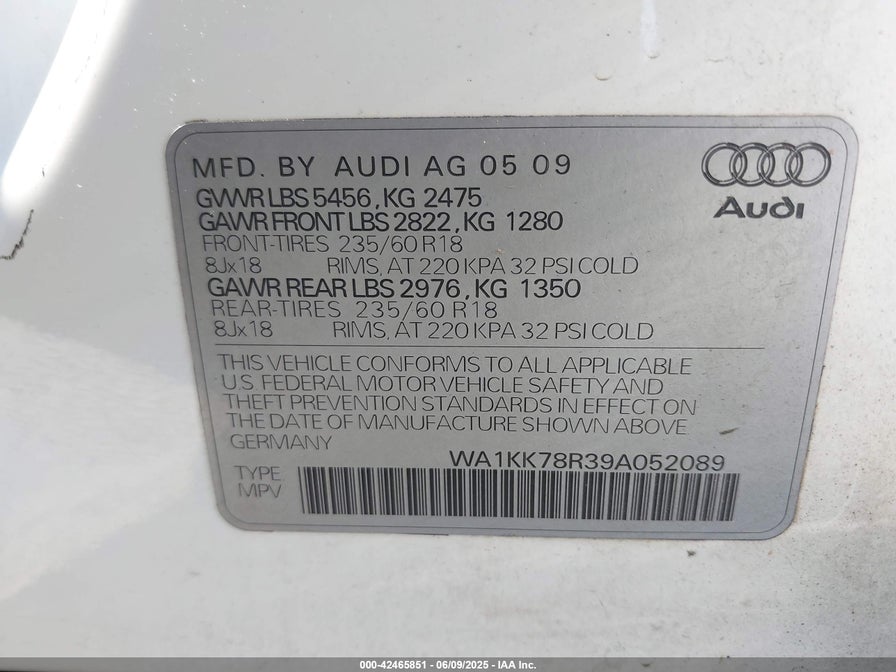 MFD. BY AUDI AG 05 09
GVWR LBS 5456, KG 2475
GAWR FRONT LBS 2822, KG 1280
FRONT-TIRES 235/60 R18
8Jx18 RIMS, AT 220 KPA 32 PSI COLD
GAWR REAR LBS 2976, KG 1350
REAR-TIRES 235/60 R18
8Jx18 RIMS, AT 220 KPA 32 PSI COLD
Audi
THIS VEHICLE CONFORMS TO ALL APPLICABLE
U.S. FEDERAL MOTOR VEHICLE SAFETY AND
THEFT PREVENTION STANDARDS IN EFFECT ON
THE DATE OF MANUFACTURE SHOWN ABOVE
GERMANY
WA1KK78R39A052089
TYPE
MPV
000-42465851 - 06/09/2025 - IAA Inc.